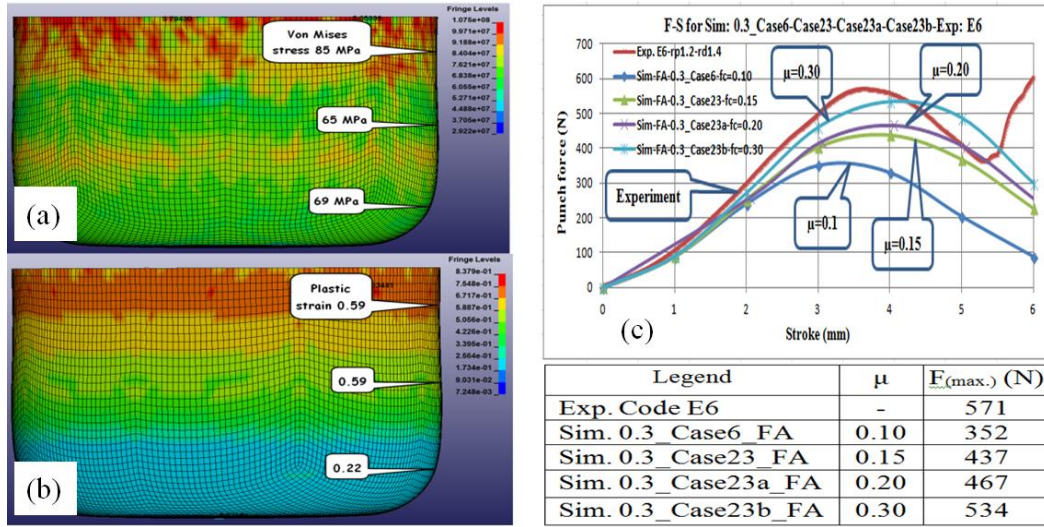 Fringe Levels
1.075e+08
9.971e+07
9.188e+07
8.404e+07
7.621e+07
6.838e+07
6.055e+07
5.271e+07
4.488e+07
3.705e+07
2.922e+07
Von Mises
stress 85 MPa
65 MPa
69 MPa
(a)
Fringe Levels
8.379e-01
7.548e-01
6.717e-01
5.887e-01
5.056e-01
4.226e-01
3.395e-01
2.564e-01
1.734e-01
9.031e-02
7.248e-03
Plastic
strain 0.59
0.59
0.22
(b)
F-S for Sim: 0.3_Case6-Case23-Case23a-Case23b-Exp: E6
Punch force (N)
700
600
500
400
300
200
100
0
Exp. E6-rp1.2-rd1.4
Sim-FA-0.3_Case6-fc=0.10
Sim-FA-0.3_Case23-fc=0.15
Sim-FA-0.3_Case23a-fc=0.20
Sim-FA-0.3_Case23b-fc=0.30
μ=0.30
μ=0.20
Experiment
μ=0.1
μ=0.15
0 1 2 3 4 5 6
(c)
Stroke (mm)
Legend μ F(max.) (N)
Exp. Code E6 - 571
Sim. 0.3_Case6_FA 0.10 352
Sim. 0.3_Case23_FA 0.15 437
Sim. 0.3_Case23a_FA 0.20 467
Sim. 0.3_Case23b_FA 0.30 534